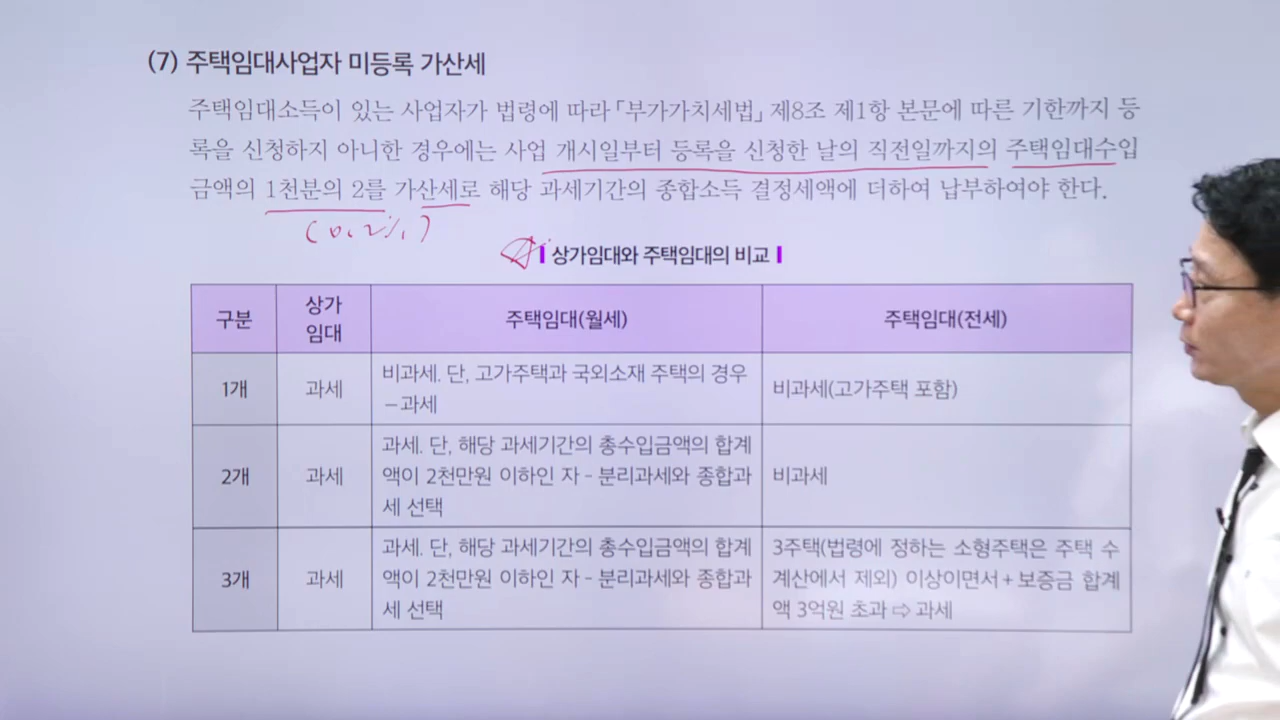 (7) 주택임대사업자 미등록 가산세
주택임대소득이 있는 사업자가 법령에 따라 「부가가치세법」 제8조 제1항 본문에 따른 기한까지 등
록을 신청하지 아니한 경우에는 사업 개시일부터 등록을 신청한 날의 직전일까지의 주택임대수입
금액의 1천분의 2를 가산세로 해당 과세기간의 종합소득 결정세액에 더하여 납부하여야 한다.
(0.2%)
상가임대와 주택임대의 비교
구분
상가
임대
주택임대(월세)
주택임대(전세)
1개
과세
비과세. 단, 고가주택과 국외소재 주택의 경우
–과세
비과세(고가주택 포함)
2개
과세
과세. 단, 해당 과세기간의 총수입금액의 합계
액이 2천만원 이하인 자 - 분리과세와 종합과
세 선택
비과세
3개
과세
과세. 단, 해당 과세기간의 총수입금액의 합계
액이 2천만원 이하인 자 - 분리과세와 종합과
세 선택
3주택(법령에 정하는 소형주택은 주택 수
계산에서 제외) 이상이면서 + 보증금 합계
액 3억원 초과 ⇨ 과세